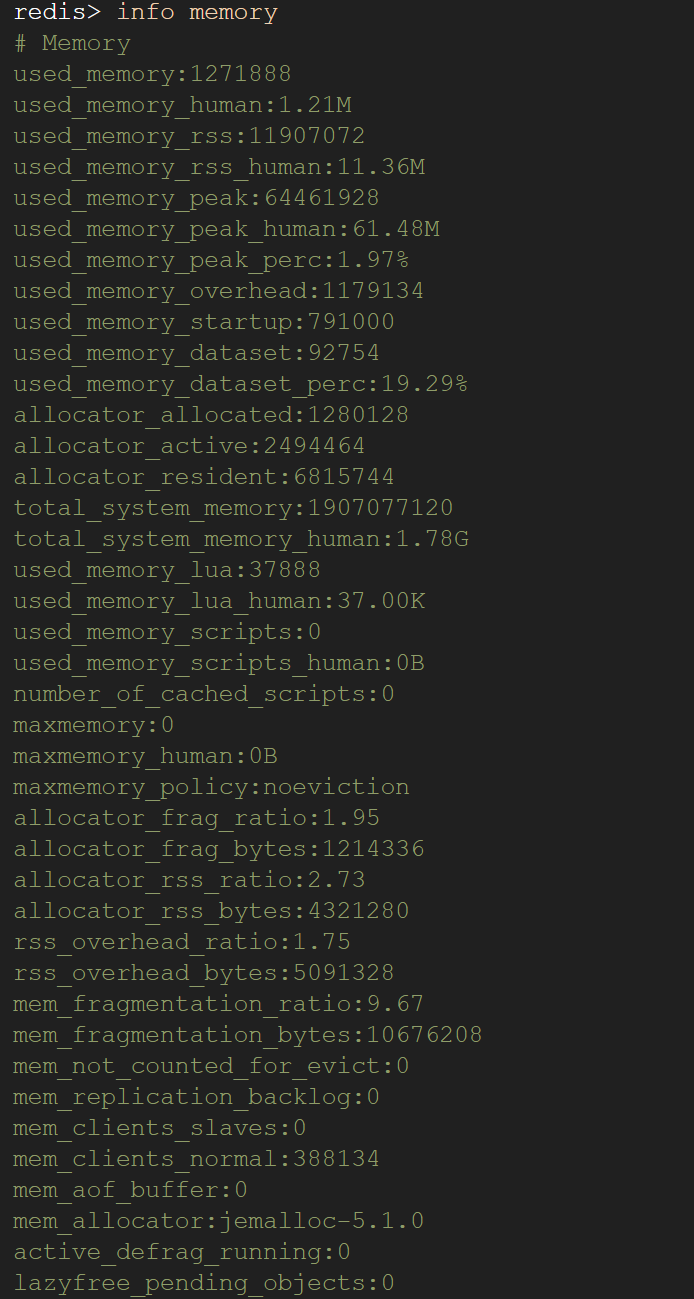 redis> info memory
# Memory
used_memory:1271888
used_memory_human:1.21M
used_memory_rss:11907072
used_memory_rss_human:11.36M
used_memory_peak:64461928
used_memory_peak_human:61.48M
used_memory_peak_perc:1.97%
used_memory_overhead:1179134
used_memory_startup:791000
used_memory_dataset:92754
used_memory_dataset_perc:19.29%
allocator_allocated:1280128
allocator_active:2494464
allocator_resident:6815744
total_system_memory:1907077120
total_system_memory_human:1.78G
used_memory_lua:37888
used_memory_lua_human:37.00K
used_memory_scripts:0
used_memory_scripts_human:0B
number_of_cached_scripts:0
maxmemory:0
maxmemory_human:0B
maxmemory_policy:noeviction
allocator_frag_ratio:1.95
allocator_frag_bytes:1214336
allocator_rss_ratio:2.73
allocator_rss_bytes:4321280
rss_overhead_ratio:1.75
rss_overhead_bytes:5091328
mem_fragmentation_ratio:9.67
mem_fragmentation_bytes:10676208
mem_not_counted_for_evict:0
mem_replication_backlog:0
mem_clients_slaves:0
mem_clients_normal:388134
mem_aof_buffer:0
mem_allocator:jemalloc-5.1.0
active_defrag_running:0
lazyfree_pending_objects:0